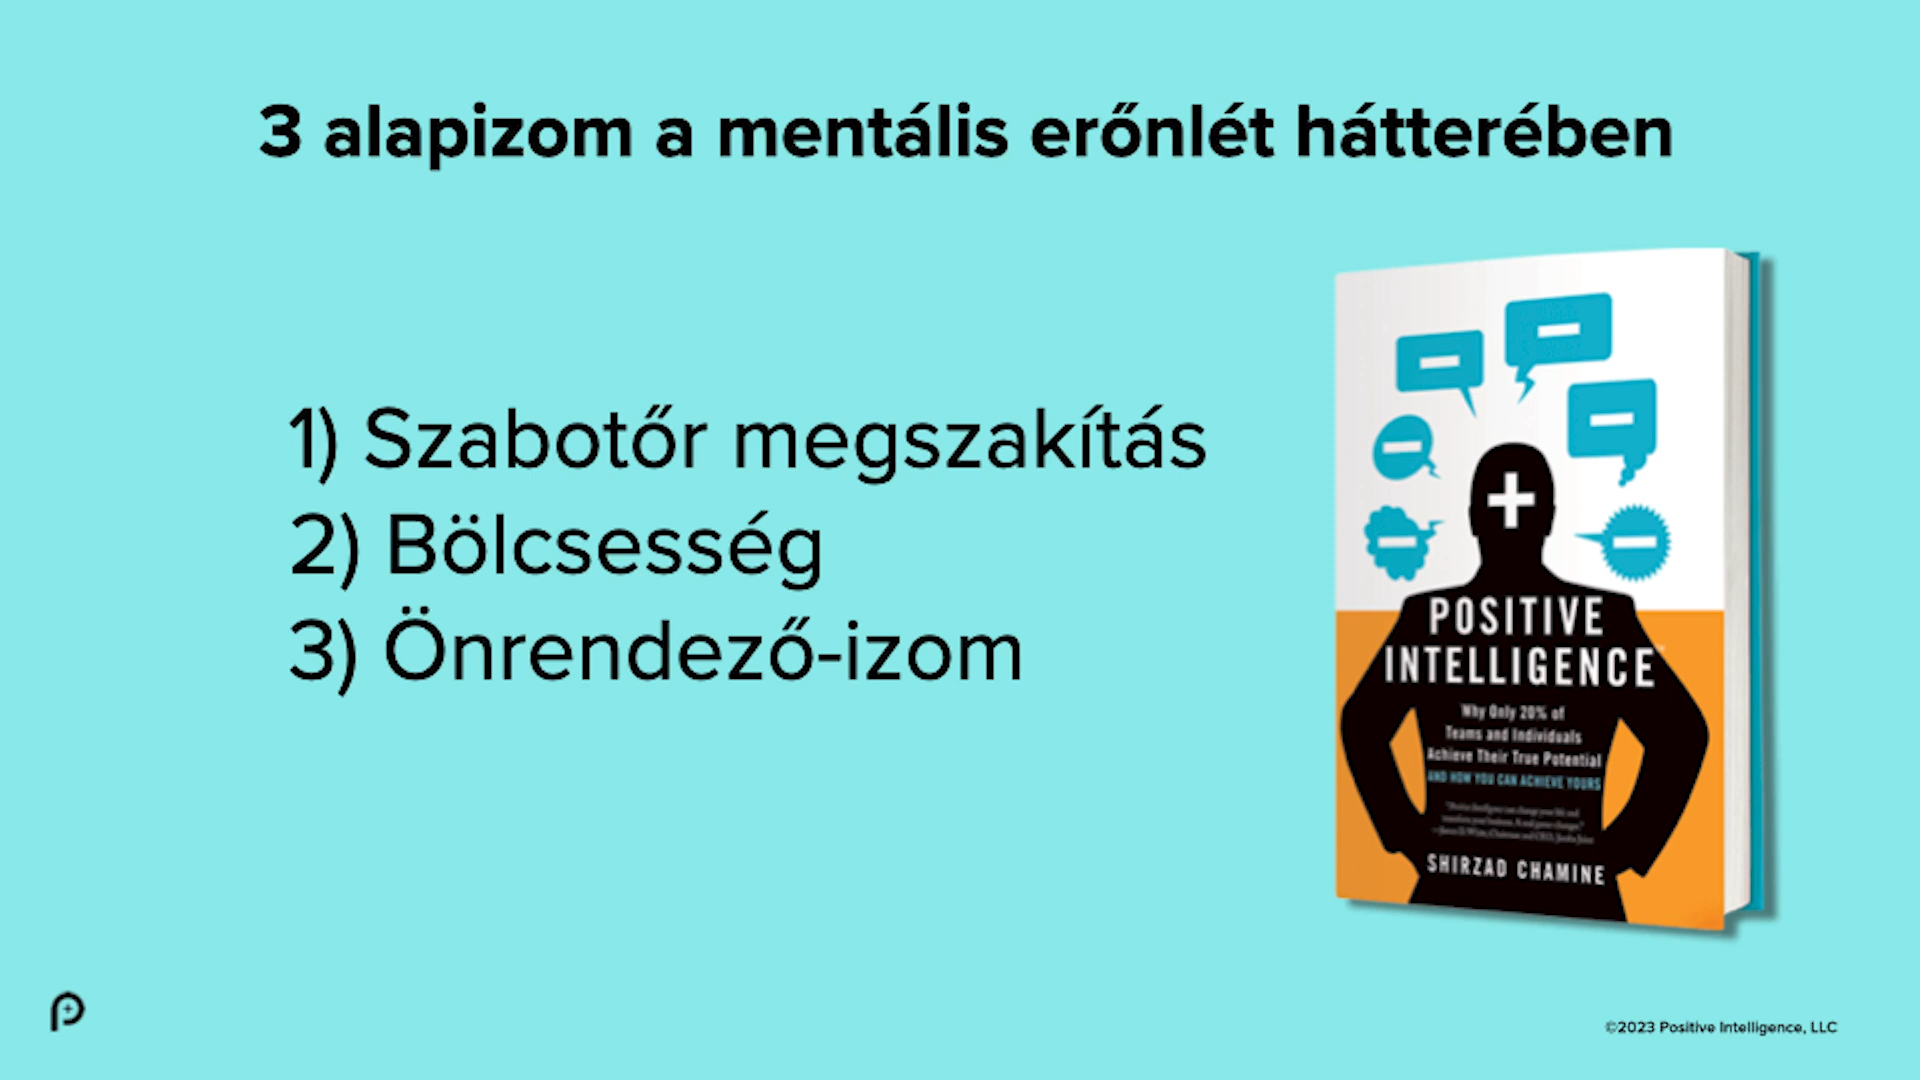 3 alapizom a mentális erőnlét hátterében
1) Szabotőr megszakítás
2) Bölcsesség
3) Önrendező-izom
POSITIVE
INTELLIGENCE
Why Only 20% of
Teams and Individuals
Achieve Their True Potential
AND HOW YOU CAN ACHIEVE YOURS
SHIRZAD CHAMINE
©2023 Positive Intelligence, LLC